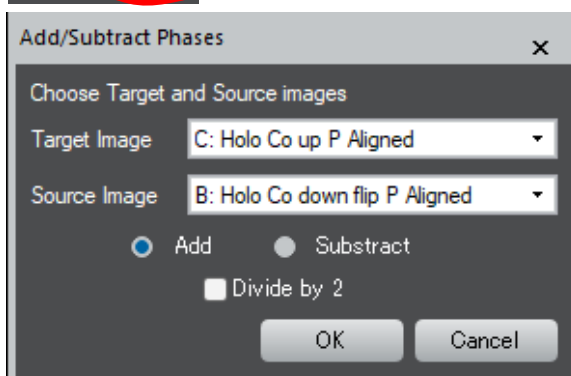 Add/Subtract Phases
×
Choose Target and Source images
Target Image C: Holo Co up P Aligned
Source Image B: Holo Co down flip P Aligned
Add Substract
Divide by 2
OK Cancel